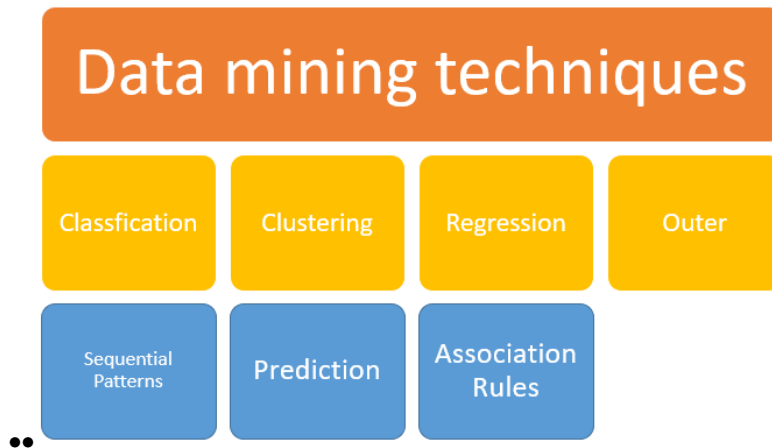 Data mining techniques
Classfication
Clustering
Regression
Outer
Sequential
Patterns
Prediction
Association
Rules